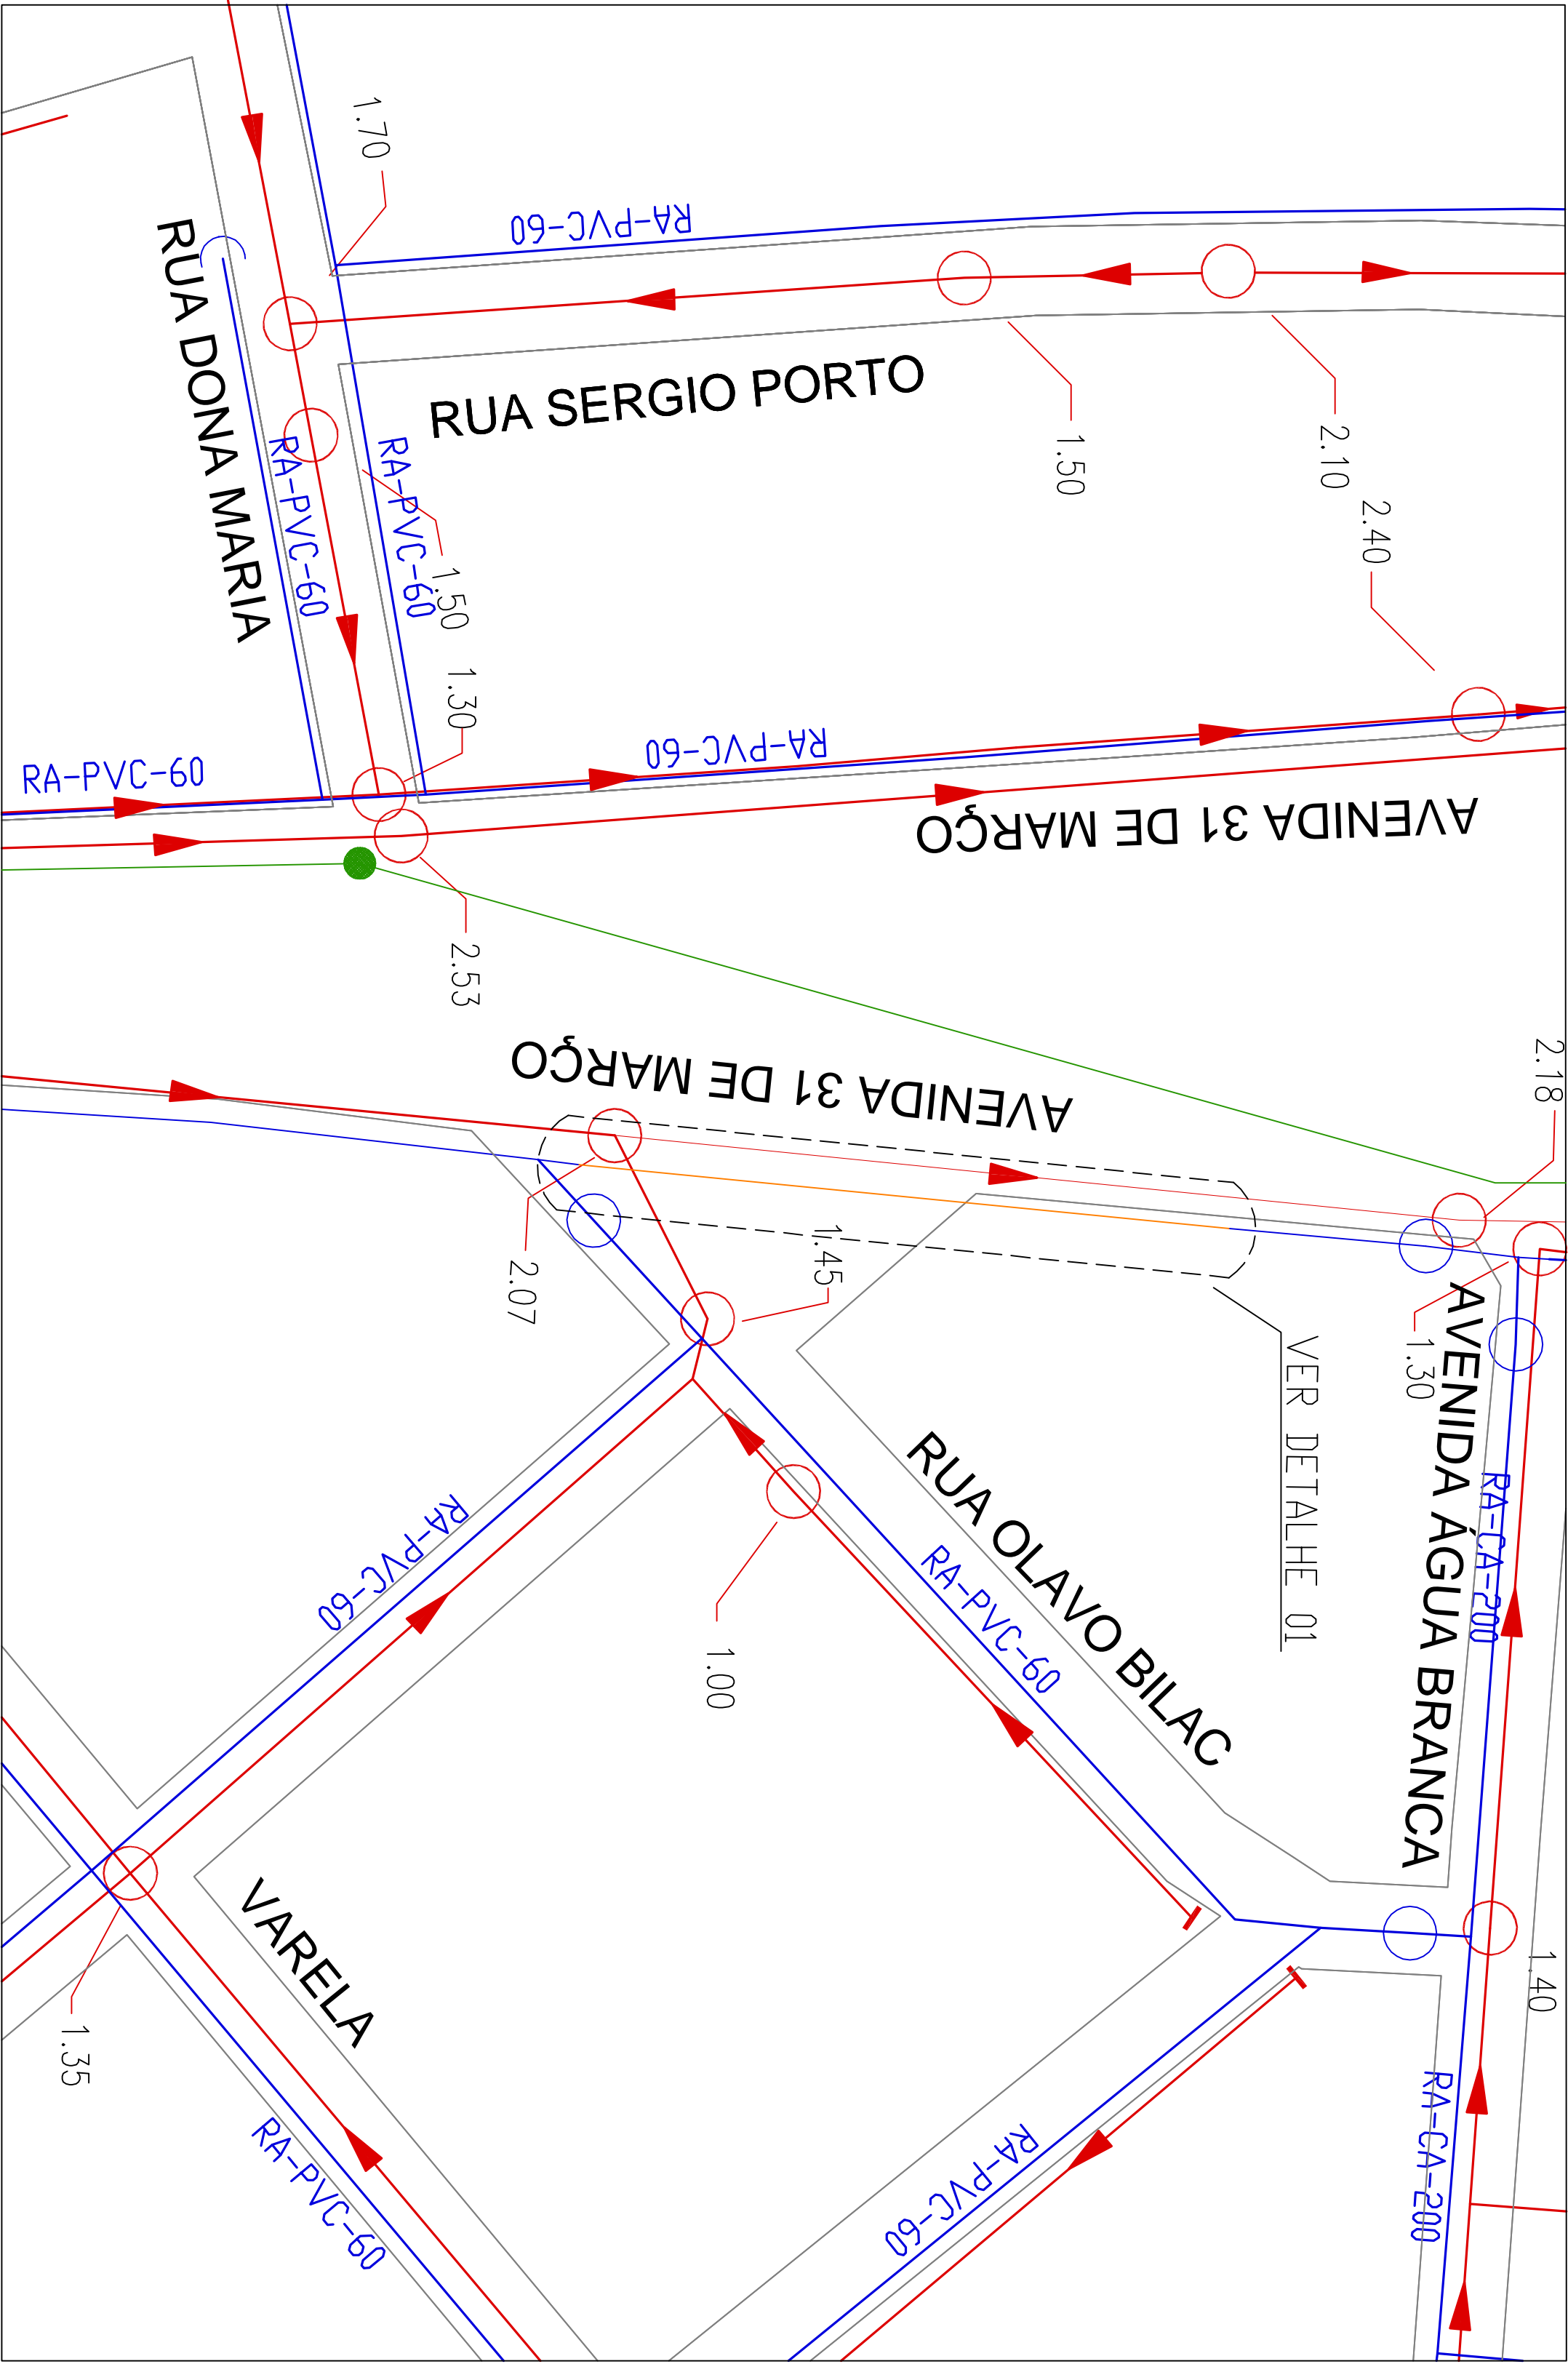 1.70
RA-PVC-60
RUA DONA MARIA
RUA SERGIO PORTO
1.50
2.10
2.40
RA-PVC-60
RA-PVC-60
1.50
1.30
RA-PVC-60
RA-PVC-60
AVENIDA 31 DE MARÇO
2.53
AVENIDA 31 DE MARÇO
2.18
2.07
1.45
1.30
VER DETALHE 01
AVENIDA ÁGUA BRANCA
RA-CA-200
RUA OLAVO BILAC
RA-PVC-60
RA-PVC-60
1.00
VARELA
1.40
1.35
RA-PVC-60
RA-PVC-60
RA-CA-200